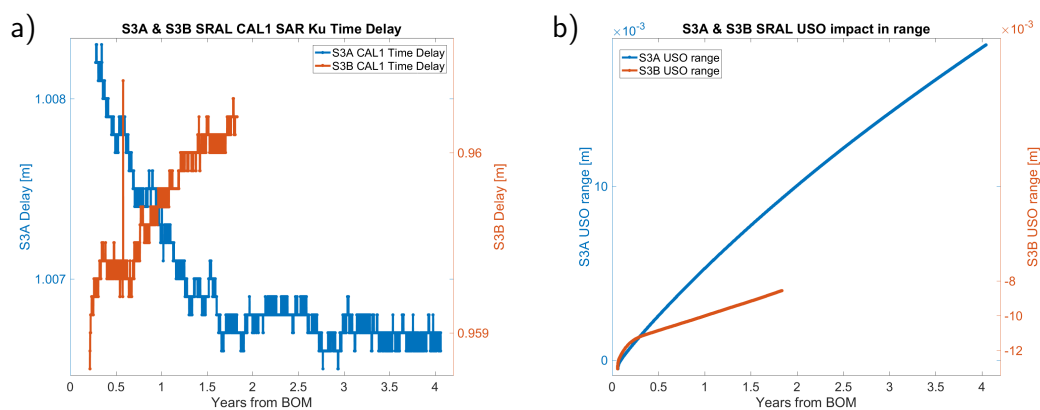 a)
S3A & S3B SRAL CAL1 SAR Ku Time Delay
S3A CAL1 Time Delay
S3B CAL1 Time Delay
1.008
1.007
S3A Delay [m]
0.96
0.959
S3B Delay [m]
0 0.5 1 1.5 2 2.5 3 3.5 4
Years from BOM
b)
S3A & S3B SRAL USO impact in range
×10⁻³
×10⁻³
S3A USO range
S3B USO range
10
0
S3A USO range [m]
-8
-10
-12
S3B USO range [m]
0 0.5 1 1.5 2 2.5 3 3.5 4
Years from BOM